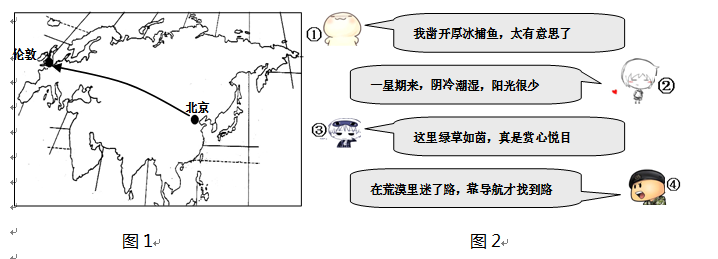 伦敦
北京
图1
① 我凿开厚冰捕鱼，太有意思了
一星期来，阴冷潮湿，阳光很少 ②
③ 这里绿草如茵，真是赏心悦目
在荒漠里迷了路，靠导航才找到路 ④
图2